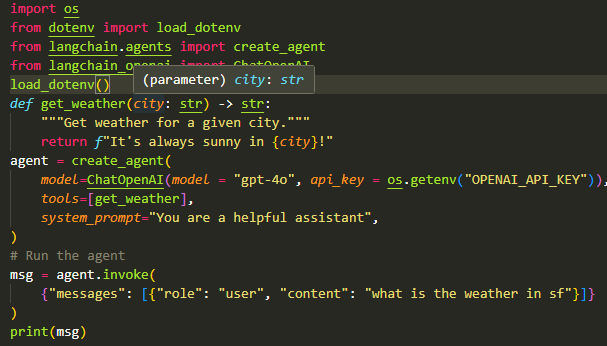 import os
from dotenv import load_dotenv
from langchain.agents import create_agent
from langchain_openai import ChatOpenAI
(parameter) city: str
load_dotenv()
def get_weather(city: str) -> str:
    """Get weather for a given city."""
    return f"It's always sunny in {city}!"
agent = create_agent(
    model=ChatOpenAI(model = "gpt-4o", api_key = os.getenv("OPENAI_API_KEY")),
    tools=[get_weather],
    system_prompt="You are a helpful assistant",
)
# Run the agent
msg = agent.invoke(
    {"messages": [{"role": "user", "content": "what is the weather in sf"}]}
)
print(msg)